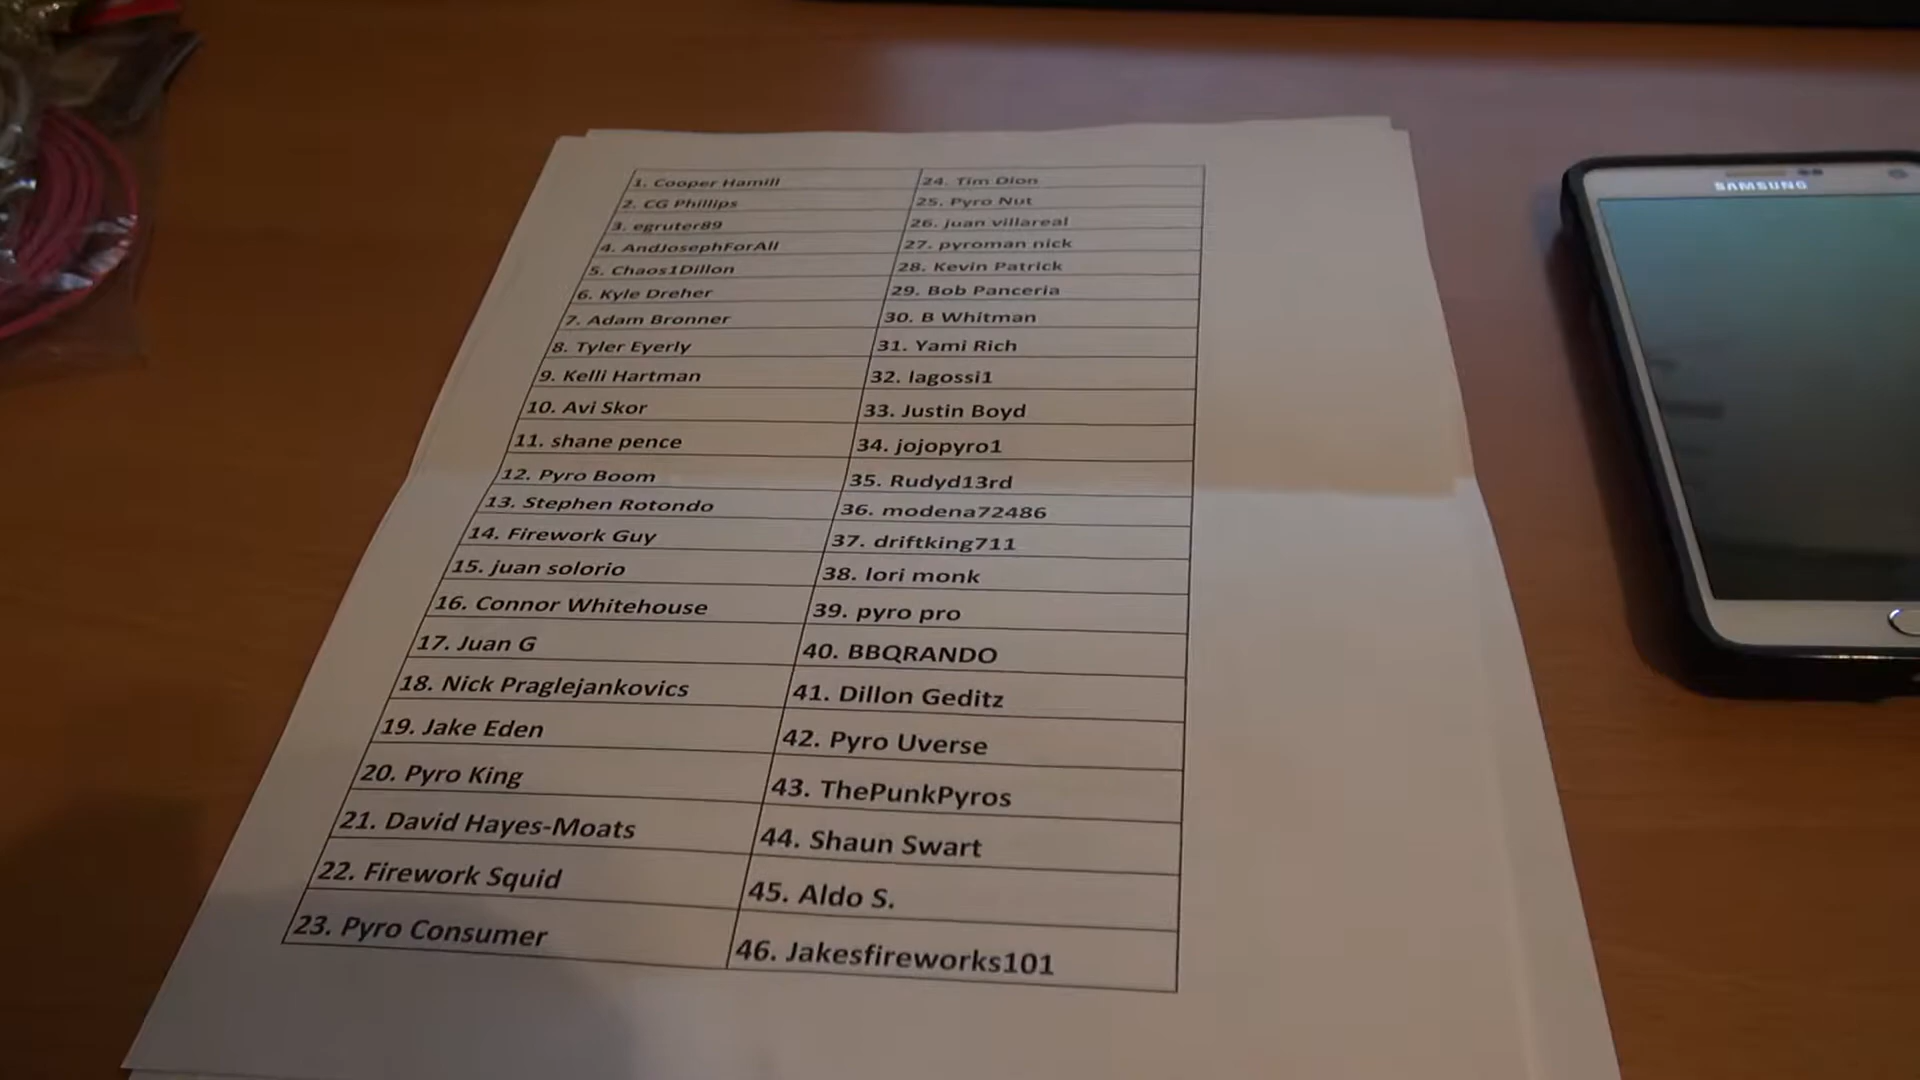 1. Cooper Hamill
2. CG Phillips
3. egruter89
4. AndJosephForAll
5. Chaos1Dillon
6. Kyle Dreher
7. Adam Bronner
8. Tyler Eyerly
9. Kelli Hartman
10. Avi Skor
11. shane pence
12. Pyro Boom
13. Stephen Rotondo
14. Firework Guy
15. juan solorio
16. Connor Whitehouse
17. Juan G
18. Nick Praglejankovics
19. Jake Eden
20. Pyro King
21. David Hayes-Moats
22. Firework Squid
23. Pyro Consumer
24. Tim Dion
25. Pyro Nut
26. juan villareal
27. pyroman nick
28. Kevin Patrick
29. Bob Panceria
30. B Whitman
31. Yami Rich
32. lagossi1
33. Justin Boyd
34. jojopyro1
35. Rudyd13rd
36. modena72486
37. driftking711
38. lori monk
39. pyro pro
40. BBQRANDO
41. Dillon Geditz
42. Pyro Uverse
43. ThePunkPyros
44. Shaun Swart
45. Aldo S.
46. Jakesfireworks101
SAMSUNG